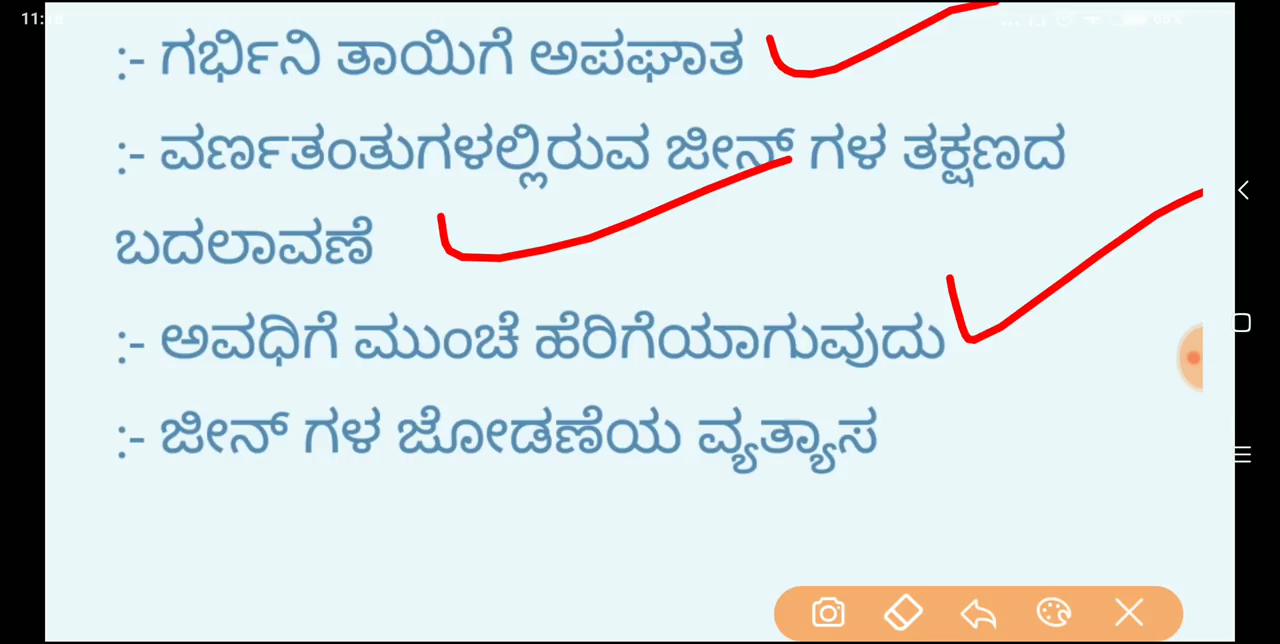 :- ಗರ್ಭಿನಿ ತಾಯಿಗೆ ಅಪಘಾತ
:- ವರ್ಣತಂತುಗಳಲ್ಲಿರುವ ಜೀನ್ ಗಳ ತಕ್ಷಣದ
ಬದಲಾವಣೆ
:- ಅವಧಿಗೆ ಮುಂಚೆ ಹೆರಿಗೆಯಾಗುವುದು
:- ಜೀನ್ ಗಳ ಜೋಡಣೆಯ ವ್ಯತ್ಯಾಸ